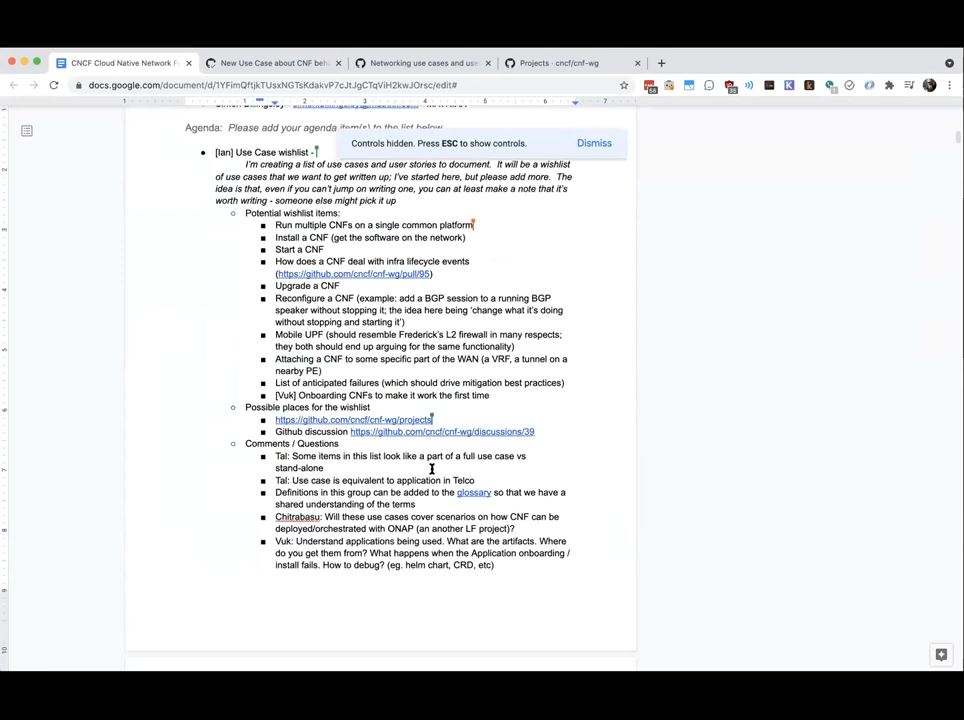 CNCF Cloud Native Network F
New Use Case about CNF beh
Networking use cases and use
Projects · cncf/cnf-wg
docs.google.com/document/d/1YFimQftjkTUsxNGTsKdakvP7cJtJgCTqViH2kwJOrsc/edit#
Agenda: Please add your agenda item(s) to the list below
Controls hidden. Press ESC to show controls.
Dismiss
[Ian] Use Case wishlist -
I'm creating a list of use cases and user stories to document. It will be a wishlist
of use cases that we want to get written up; I've started here, but please add more. The
idea is that, even if you can't jump on writing one, you can at least make a note that it's
worth writing - someone else might pick it up
Potential wishlist items:
Run multiple CNFs on a single common platform
Install a CNF (get the software on the network)
Start a CNF
How does a CNF deal with infra lifecycle events
(https://github.com/cncf/cnf-wg/pull/95)
Upgrade a CNF
Reconfigure a CNF (example: add a BGP session to a running BGP
speaker without stopping it; the idea here being 'change what it's doing
without stopping and starting it')
Mobile UPF (should resemble Frederick's L2 firewall in many respects;
they both should end up arguing for the same functionality)
Attaching a CNF to some specific part of the WAN (a VRF, a tunnel on a
nearby PE)
List of anticipated failures (which should drive mitigation best practices)
[Vuk] Onboarding CNFs to make it work the first time
Possible places for the wishlist
https://github.com/cncf/cnf-wg/projects
Github discussion https://github.com/cncf/cnf-wg/discussions/39
Comments / Questions
Tal: Some items in this list look like a part of a full use case vs
stand-alone
Tal: Use case is equivalent to application in Telco
Definitions in this group can be added to the glossary so that we have a
shared understanding of the terms
Chitrabasu: Will these use cases cover scenarios on how CNF can be
deployed/orchestrated with ONAP (an another LF project)?
Vuk: Understand applications being used. What are the artifacts. Where
do you get them from? What happens when the Application onboarding /
install fails. How to debug? (eg. helm chart, CRD, etc)